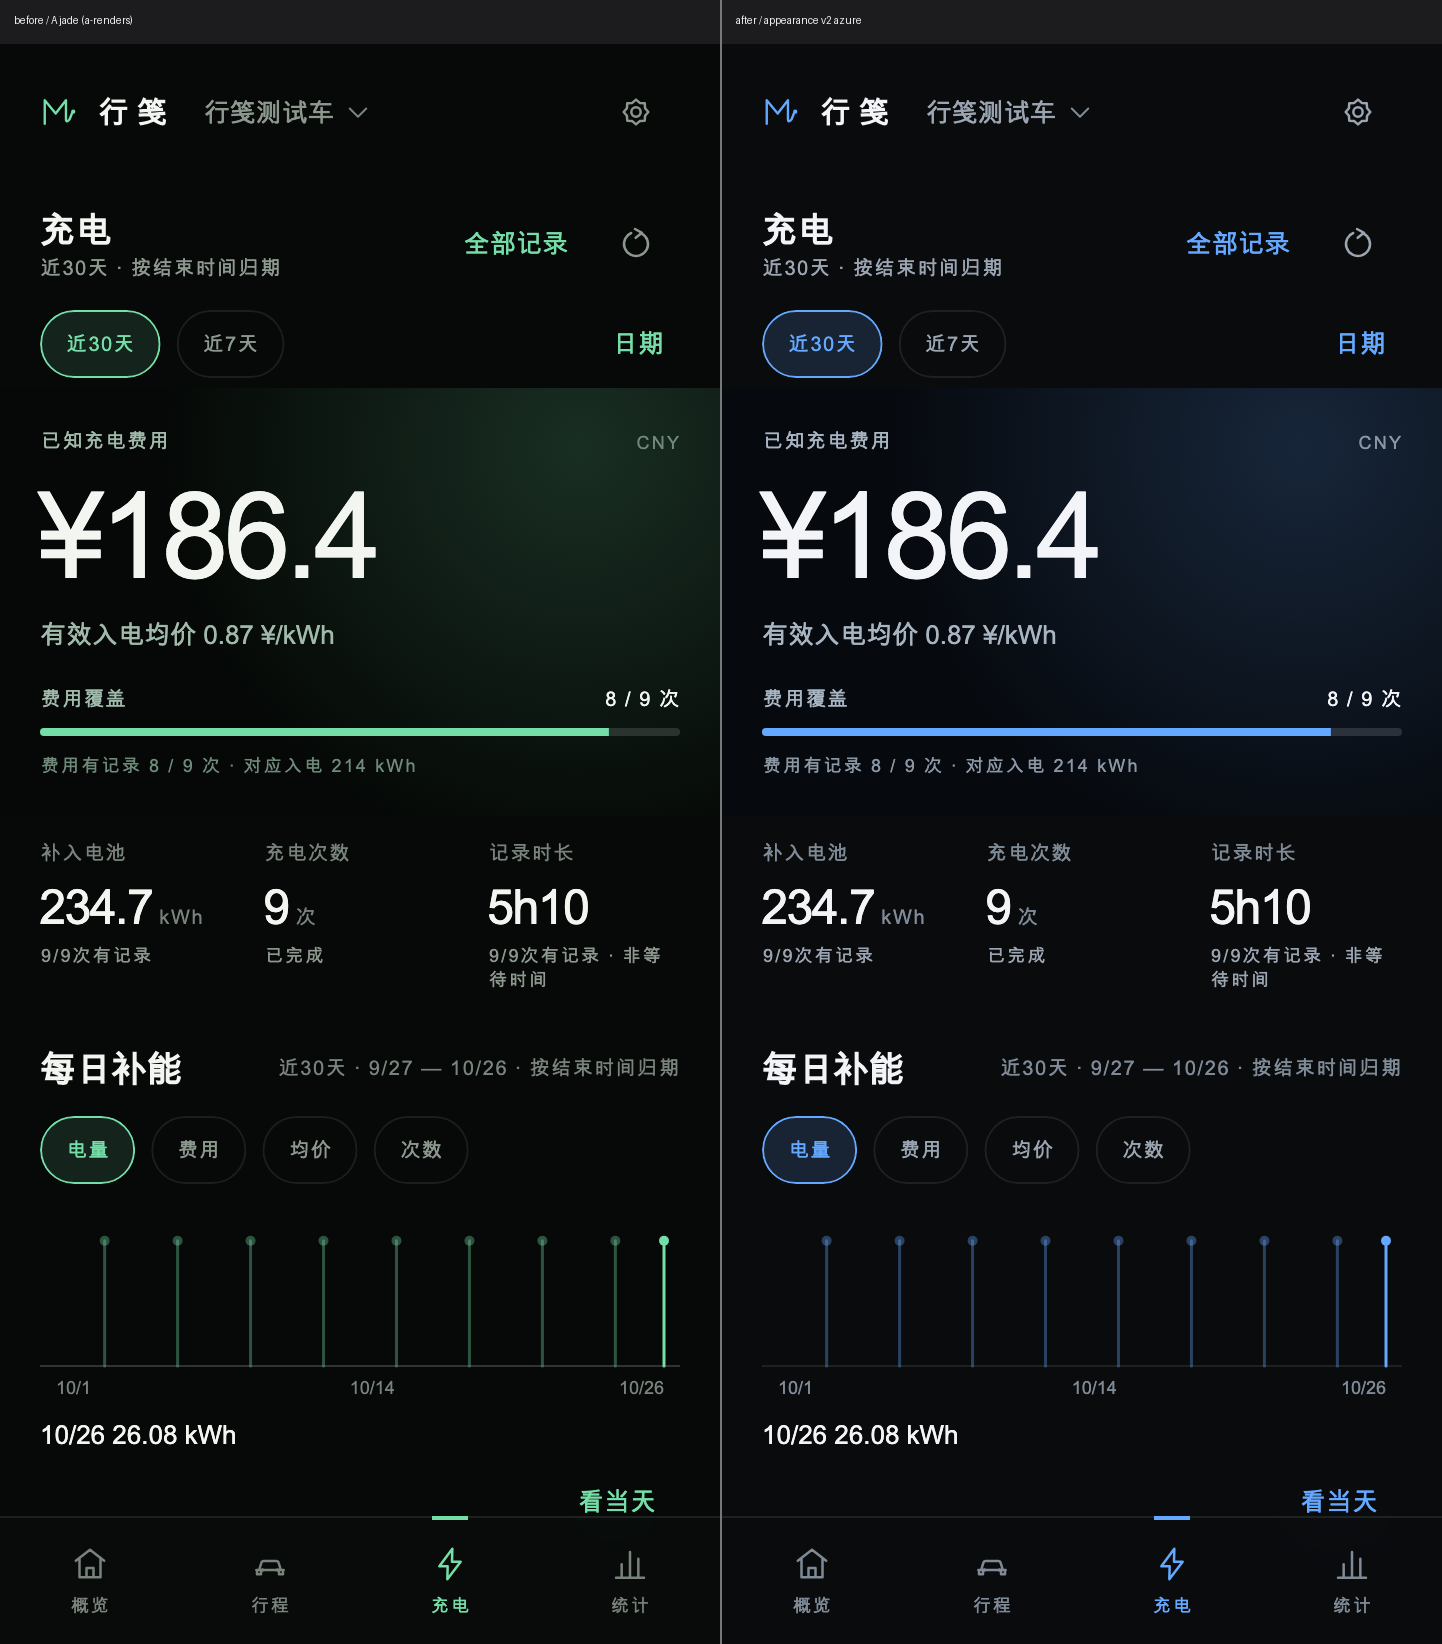 before / A jade (a-renders)
行笺 行笺测试车
充电
全部记录
近30天 · 按结束时间归期
近30天 近7天 日期
已知充电费用 CNY
¥186.4
有效入电均价 0.87 ¥/kWh
费用覆盖 8 / 9 次
费用有记录 8 / 9 次 · 对应入电 214 kWh
补入电池 充电次数 记录时长
234.7 kWh 9 次 5h10
9/9次有记录 已完成 9/9次有记录 · 非等
待时间
每日补能 近30天 · 9/27 — 10/26 · 按结束时间归期
电量 费用 均价 次数
10/1 10/14 10/26
10/26 26.08 kWh
看当天
概览 行程 充电 统计
after / appearance v2 azure
行笺 行笺测试车
充电
全部记录
近30天 · 按结束时间归期
近30天 近7天 日期
已知充电费用 CNY
¥186.4
有效入电均价 0.87 ¥/kWh
费用覆盖 8 / 9 次
费用有记录 8 / 9 次 · 对应入电 214 kWh
补入电池 充电次数 记录时长
234.7 kWh 9 次 5h10
9/9次有记录 已完成 9/9次有记录 · 非等
待时间
每日补能 近30天 · 9/27 — 10/26 · 按结束时间归期
电量 费用 均价 次数
10/1 10/14 10/26
10/26 26.08 kWh
看当天
概览 行程 充电 统计